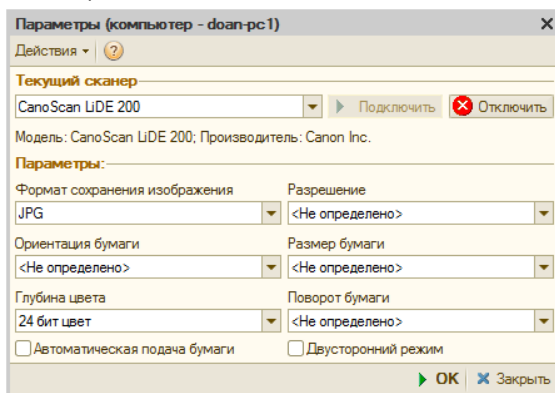 Параметры (компьютер - doan-pc1)
Действия
Текущий сканер
CanoScan LiDE 200 Подключить Отключить
Модель: CanoScan LiDE 200; Производитель: Canon Inc.
Параметры:
Формат сохранения изображения Разрешение
JPG <Не определено>
Ориентация бумаги Размер бумаги
<Не определено> <Не определено>
Глубина цвета Поворот бумаги
24 бит цвет <Не определено>
Автоматическая подача бумаги Двусторонний режим
OK Закрыть